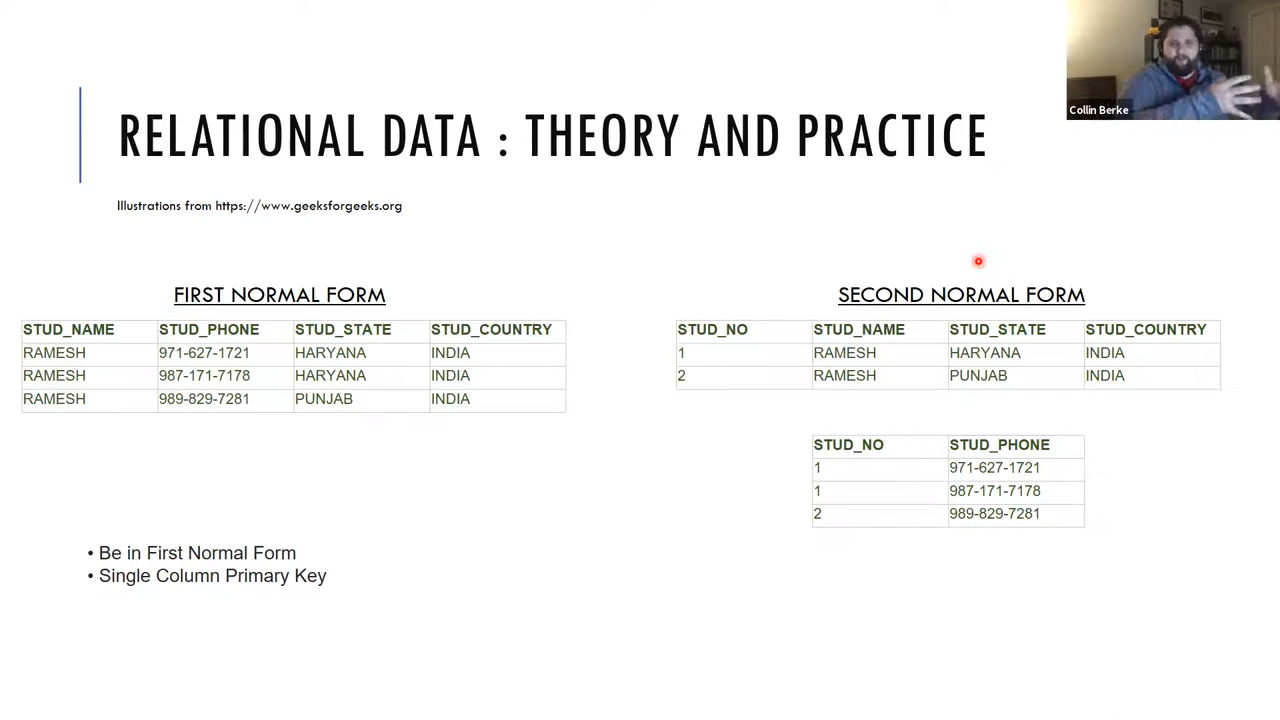 Collin Berke
RELATIONAL DATA : THEORY AND PRACTICE
Illustrations from https://www.geeksforgeeks.org
FIRST NORMAL FORM
STUD_NAME STUD_PHONE STUD_STATE STUD_COUNTRY
RAMESH 971-627-1721 HARYANA INDIA
RAMESH 987-171-7178 HARYANA INDIA
RAMESH 989-829-7281 PUNJAB INDIA
SECOND NORMAL FORM
STUD_NO STUD_NAME STUD_STATE STUD_COUNTRY
1 RAMESH HARYANA INDIA
2 RAMESH PUNJAB INDIA
STUD_NO STUD_PHONE
1 971-627-1721
1 987-171-7178
2 989-829-7281
• Be in First Normal Form
• Single Column Primary Key